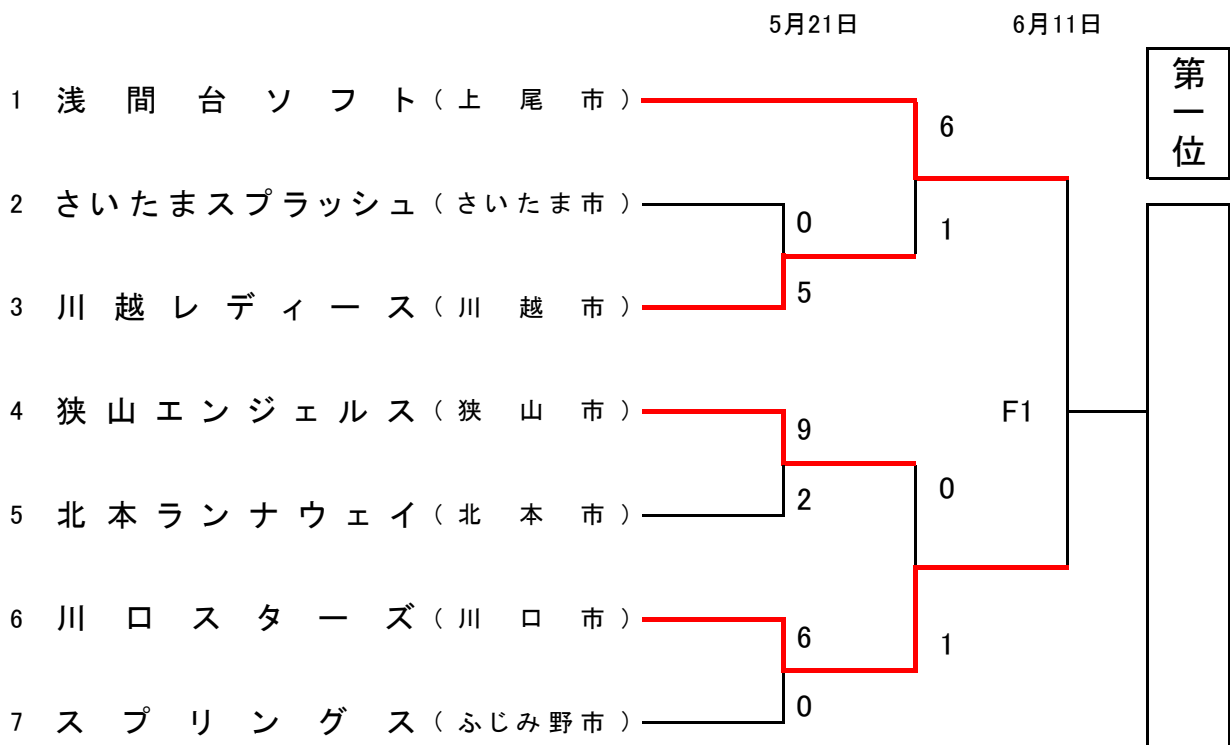 5月21日 6月11日
第一位
1 浅間台ソフト（上尾市） 6
2 さいたまスプラッシュ（さいたま市） 0 1
3 川越レディース（川越市） 5
4 狭山エンジェルス（狭山市） 9 F1
5 北本ランナウェイ（北本市） 2 0
6 川口スターズ（川口市） 6 1
7 スプリングス（ふじみ野市） 0